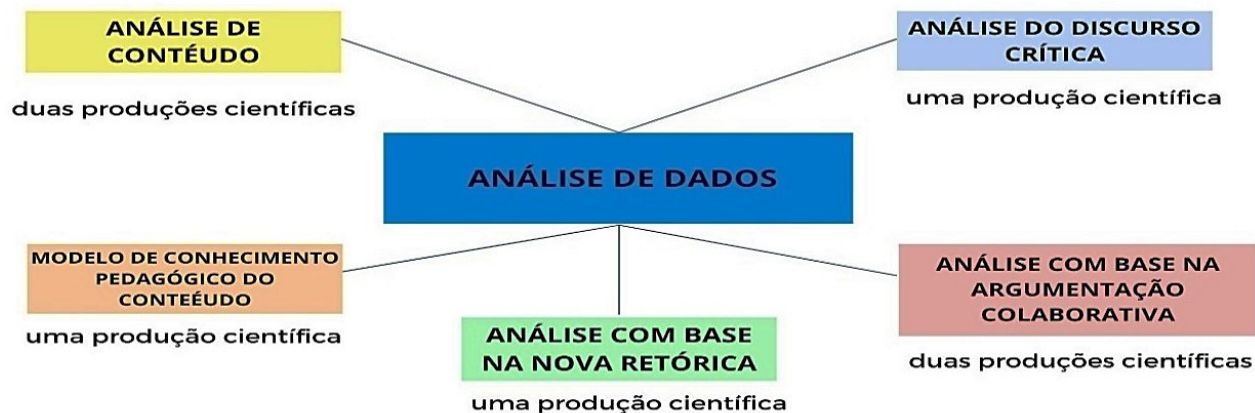 ANÁLISE DE
CONTÉUDO
duas produções científicas
ANÁLISE DO DISCURSO
CRÍTICA
uma produção científica
ANÁLISE DE DADOS
MODELO DE CONHECIMENTO
PEDAGÓGICO DO
CONTEÉUDO
uma produção científica
ANÁLISE COM BASE
NA NOVA RETÓRICA
uma produção científica
ANÁLISE COM BASE NA
ARGUMENTAÇÃO
COLABORATIVA
duas produções científicas